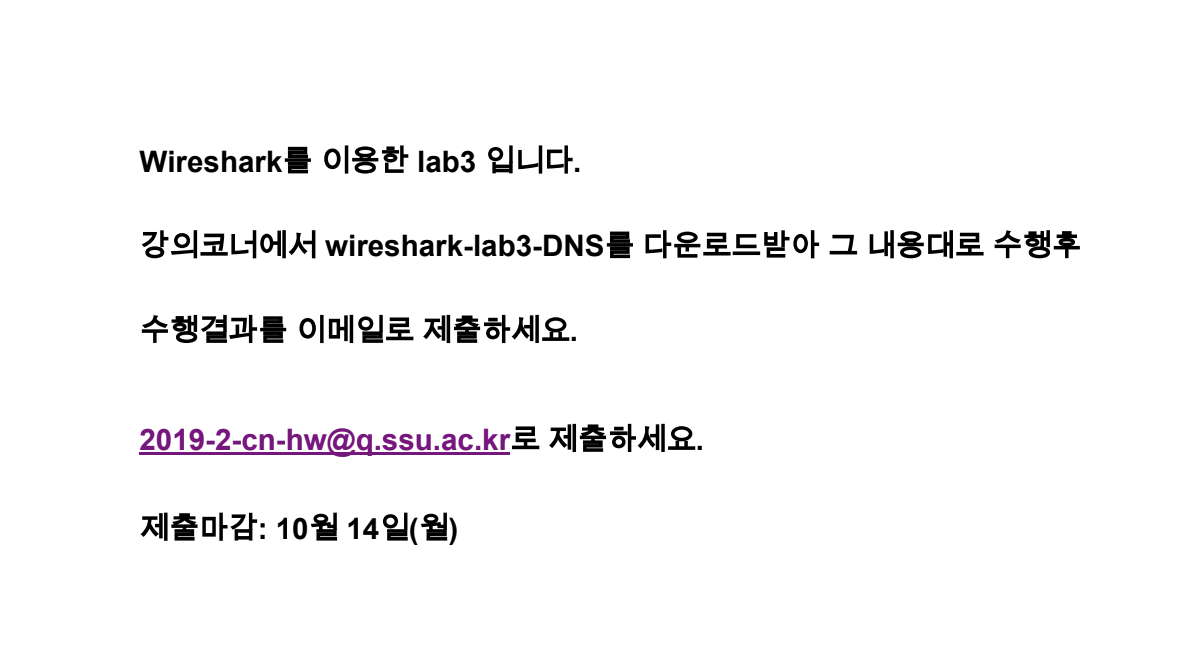 Wireshark를 이용한 lab3 입니다.
강의코너에서 wireshark-lab3-DNS를 다운로드받아 그 내용대로 수행후
수행결과를 이메일로 제출하세요.
2019-2-cn-hw@q.ssu.ac.kr로 제출하세요.
제출마감: 10월 14일(월)